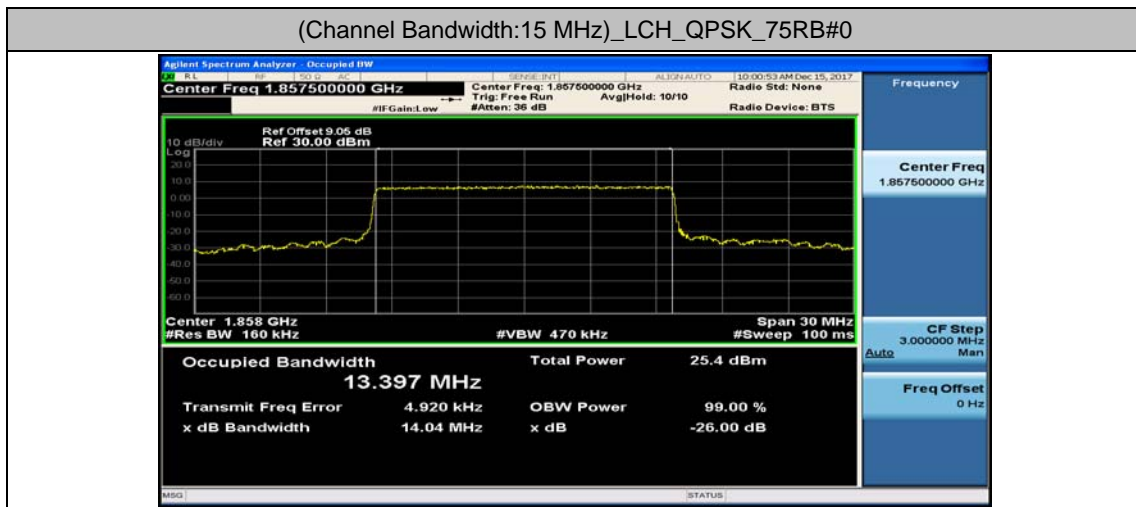 (Channel Bandwidth:15 MHz)_LCH_QPSK_75RB#0
Agilent Spectrum Analyzer - Occupied BW
RL RF 50 Ω AC SENSE:INT ALIGN AUTO 10:00:53 AM Dec 15, 2017
Center Freq 1.857500000 GHz
Center Freq: 1.857500000 GHz
Radio Std: None
Trig: Free Run Avg|Hold: 10/10
#IFGain:Low
#Atten: 36 dB
Radio Device: BTS
Ref Offset 9.05 dB
10 dB/div Ref 30.00 dBm
Log
20.0
10.0
0.00
-10.0
-20.0
-30.0
-40.0
-50.0
-60.0
Center 1.858 GHz Span 30 MHz
#Res BW 160 kHz #VBW 470 kHz #Sweep 100 ms
Occupied Bandwidth Total Power 25.4 dBm
13.397 MHz
Transmit Freq Error 4.920 kHz OBW Power 99.00 %
x dB Bandwidth 14.04 MHz x dB -26.00 dB
MSG STATUS
Frequency
Center Freq
1.857500000 GHz
CF Step
3.000000 MHz
Auto Man
Freq Offset
0 Hz